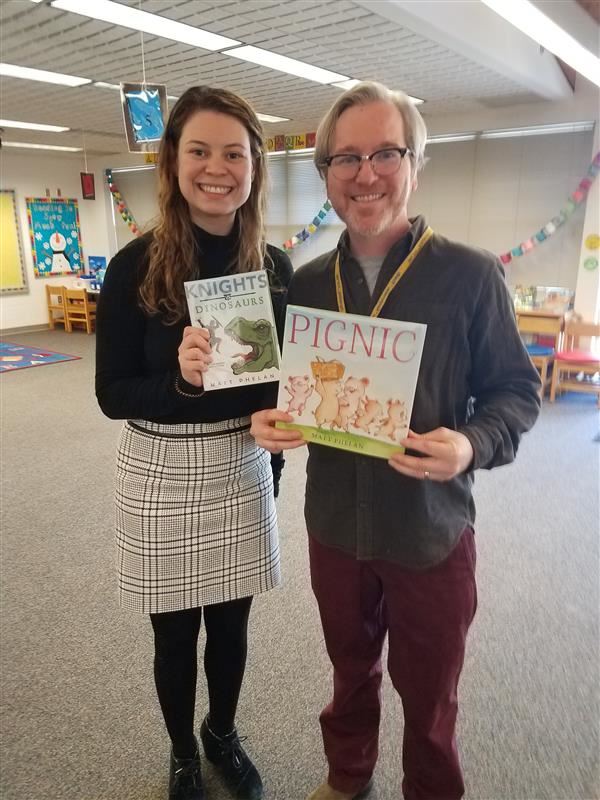 S
KNIGHTS
VS
DINOSAURS
MATT PHELAN
PIGNIC
MATT PHELAN